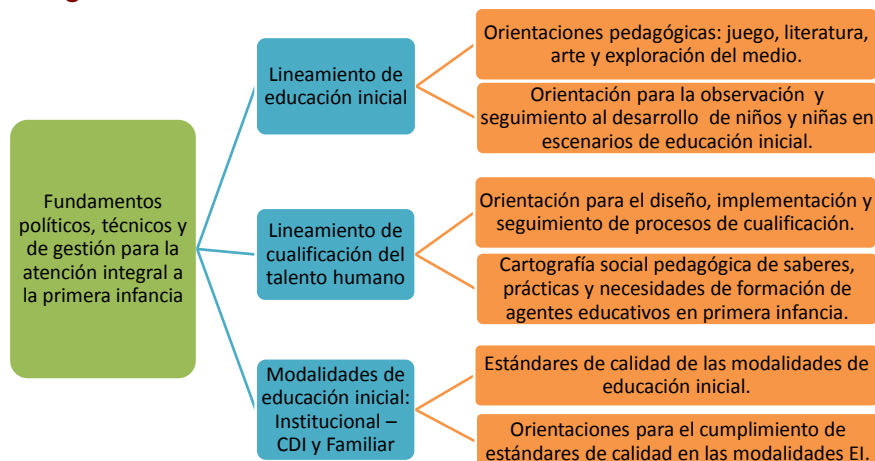 Fundamentos
políticos, técnicos y
de gestión para la
atención integral a
la primera infancia
Lineamiento de
educación inicial
Orientaciones pedagógicas: juego, literatura,
arte y exploración del medio.
Orientación para la observación y
seguimiento al desarrollo de niños y niñas en
escenarios de educación inicial.
Lineamiento de
cualificación del
talento humano
Orientación para el diseño, implementación y
seguimiento de procesos de cualificación.
Cartografía social pedagógica de saberes,
prácticas y necesidades de formación de
agentes educativos en primera infancia.
Modalidades de
educación inicial:
Institucional –
CDI y Familiar
Estándares de calidad de las modalidades de
educación inicial.
Orientaciones para el cumplimiento de
estándares de calidad en las modalidades EI.